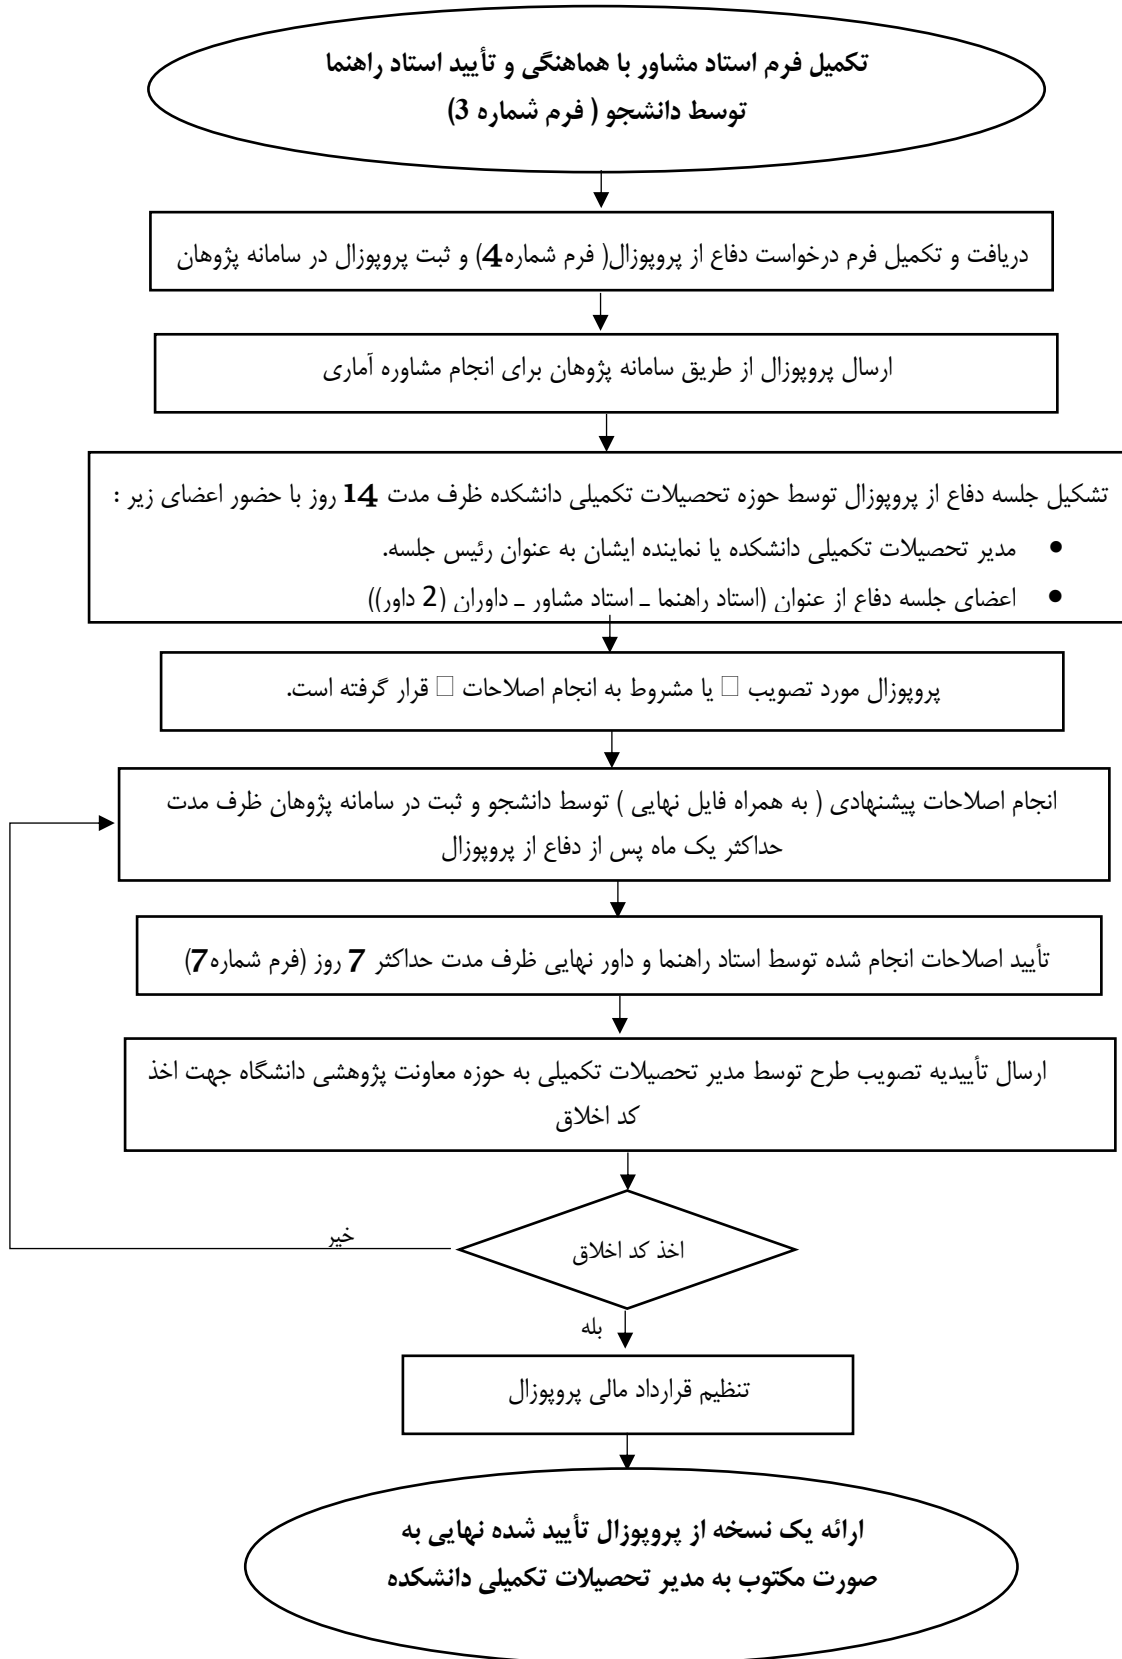 تکمیل فرم استاد مشاور با هماهنگی و تأیید استاد راهنما
توسط دانشجو ( فرم شماره 3)
دریافت و تکمیل فرم درخواست دفاع از پروپوزال( فرم شماره4) و ثبت پروپوزال در سامانه پژوهان
ارسال پروپوزال از طریق سامانه پژوهان برای انجام مشاوره آماری
تشکیل جلسه دفاع از پروپوزال توسط حوزه تحصیلات تکمیلی دانشکده ظرف مدت 14 روز با حضور اعضای زیر :
● مدیر تحصیلات تکمیلی دانشکده یا نماینده ایشان به عنوان رئیس جلسه.
● اعضای جلسه دفاع از عنوان (استاد راهنما ـ استاد مشاور ـ داوران (2 داور))
پروپوزال مورد تصویب □ یا مشروط به انجام اصلاحات □ قرار گرفته است.
انجام اصلاحات پیشنهادی ( به همراه فایل نهایی ) توسط دانشجو و ثبت در سامانه پژوهان ظرف مدت
حداکثر یک ماه پس از دفاع از پروپوزال
تأیید اصلاحات انجام شده توسط استاد راهنما و داور نهایی ظرف مدت حداکثر 7 روز (فرم شماره7)
ارسال تأییدیه تصویب طرح توسط مدیر تحصیلات تکمیلی به حوزه معاونت پژوهشی دانشگاه جهت اخذ
کد اخلاق
خیر
اخذ کد اخلاق
بله
تنظیم قرارداد مالی پروپوزال
ارائه یک نسخه از پروپوزال تأیید شده نهایی به
صورت مکتوب به مدیر تحصیلات تکمیلی دانشکده